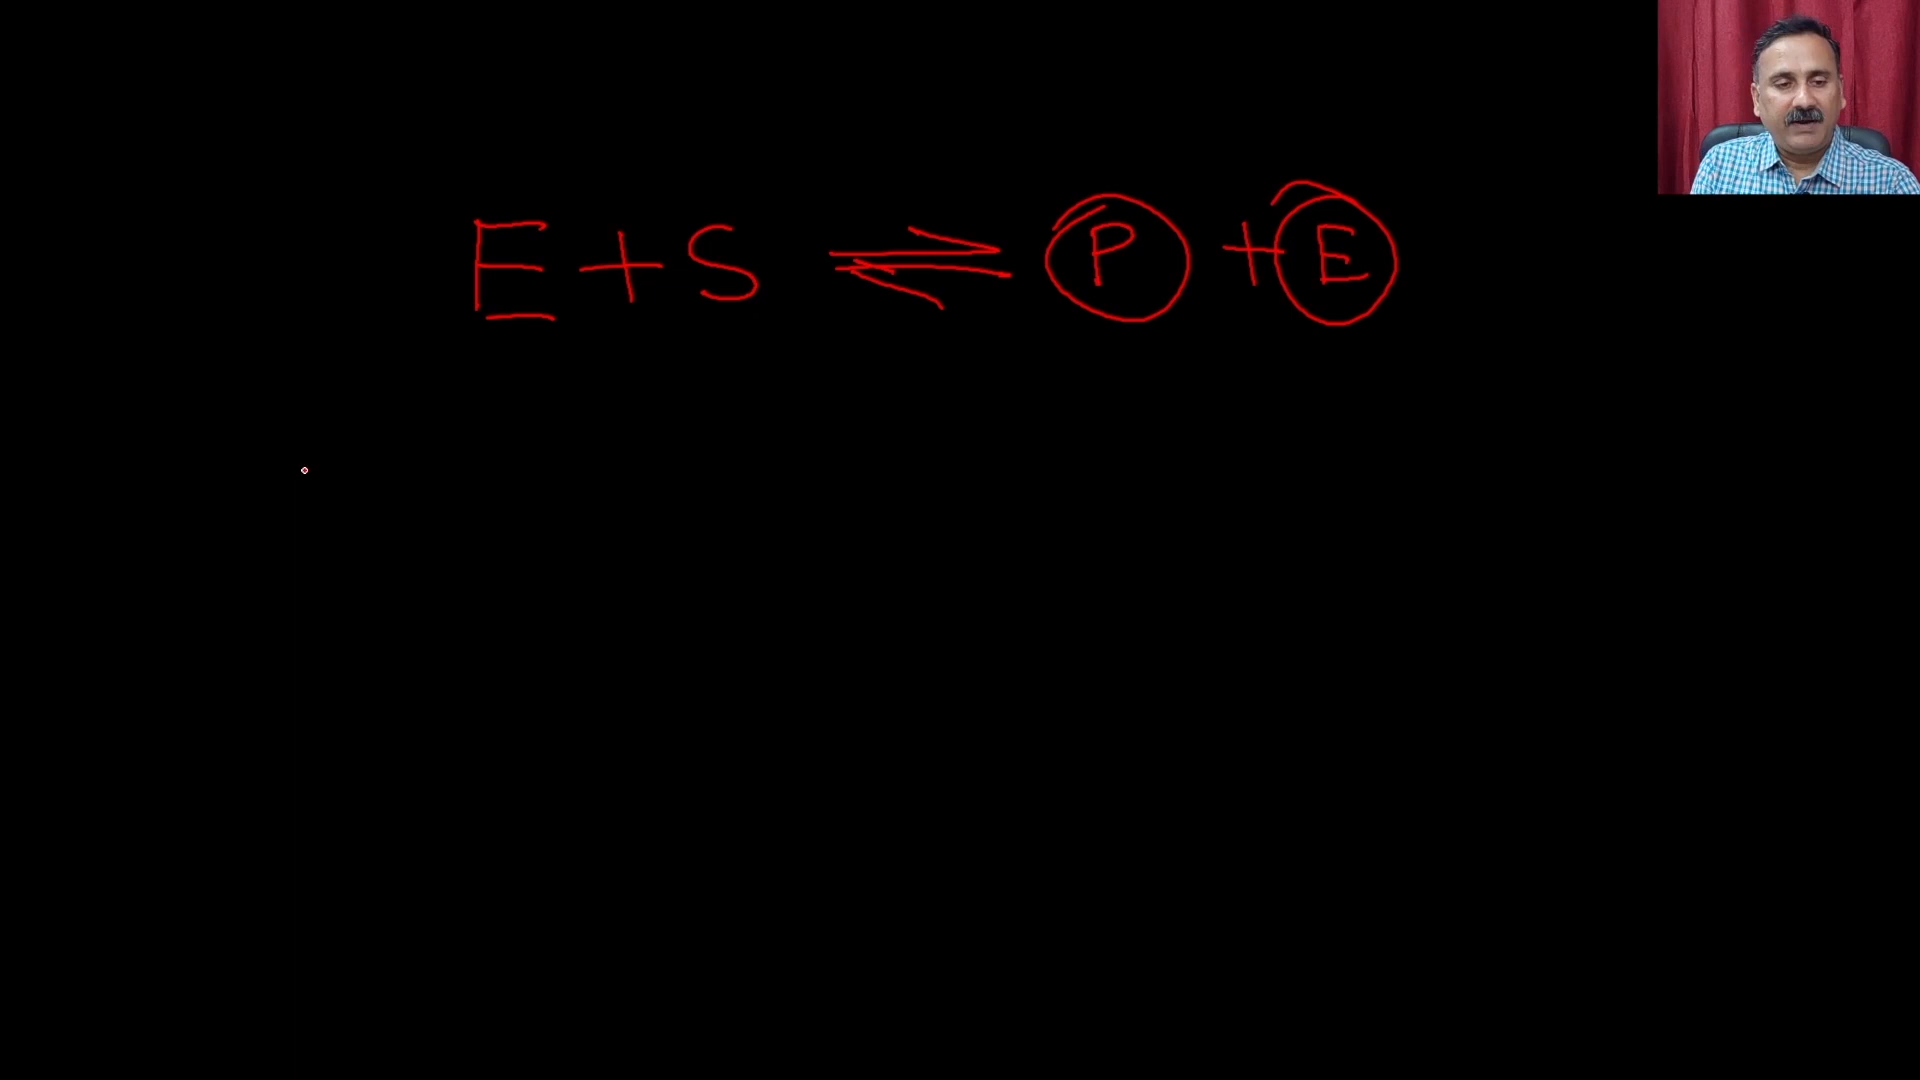 E + S ⇌ P + E